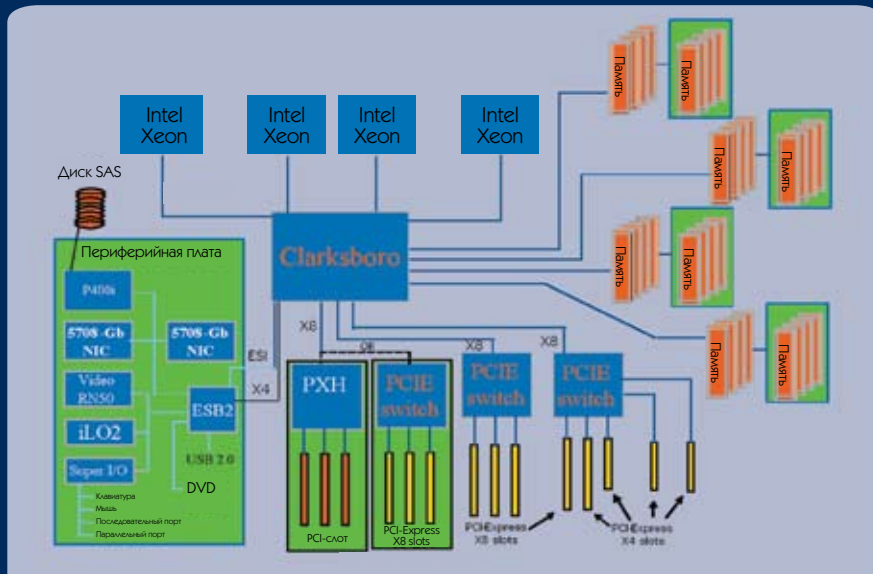 Intel
Xeon
Intel
Xeon
Intel
Xeon
Intel
Xeon
Память
Память
Память
Память
Память
Память
Память
Память
Диск SAS
Clarksboro
Периферийная плата
P400i
5708-Gb
NIC
5708-Gb
NIC
Video
RN50
iLO2
Super I/O
ESB2
ESI
X4
USB 2.0
DVD
Клавиатура
Мышь
Последовательный порт
Параллельный порт
X8
OR
X8
X8
PXH
PCIE
switch
PCIE
switch
PCIE
switch
PCI-слот
PCI-Express
X8 slots
PCI-Express
X8 slots
PCI-Express
X4 slots